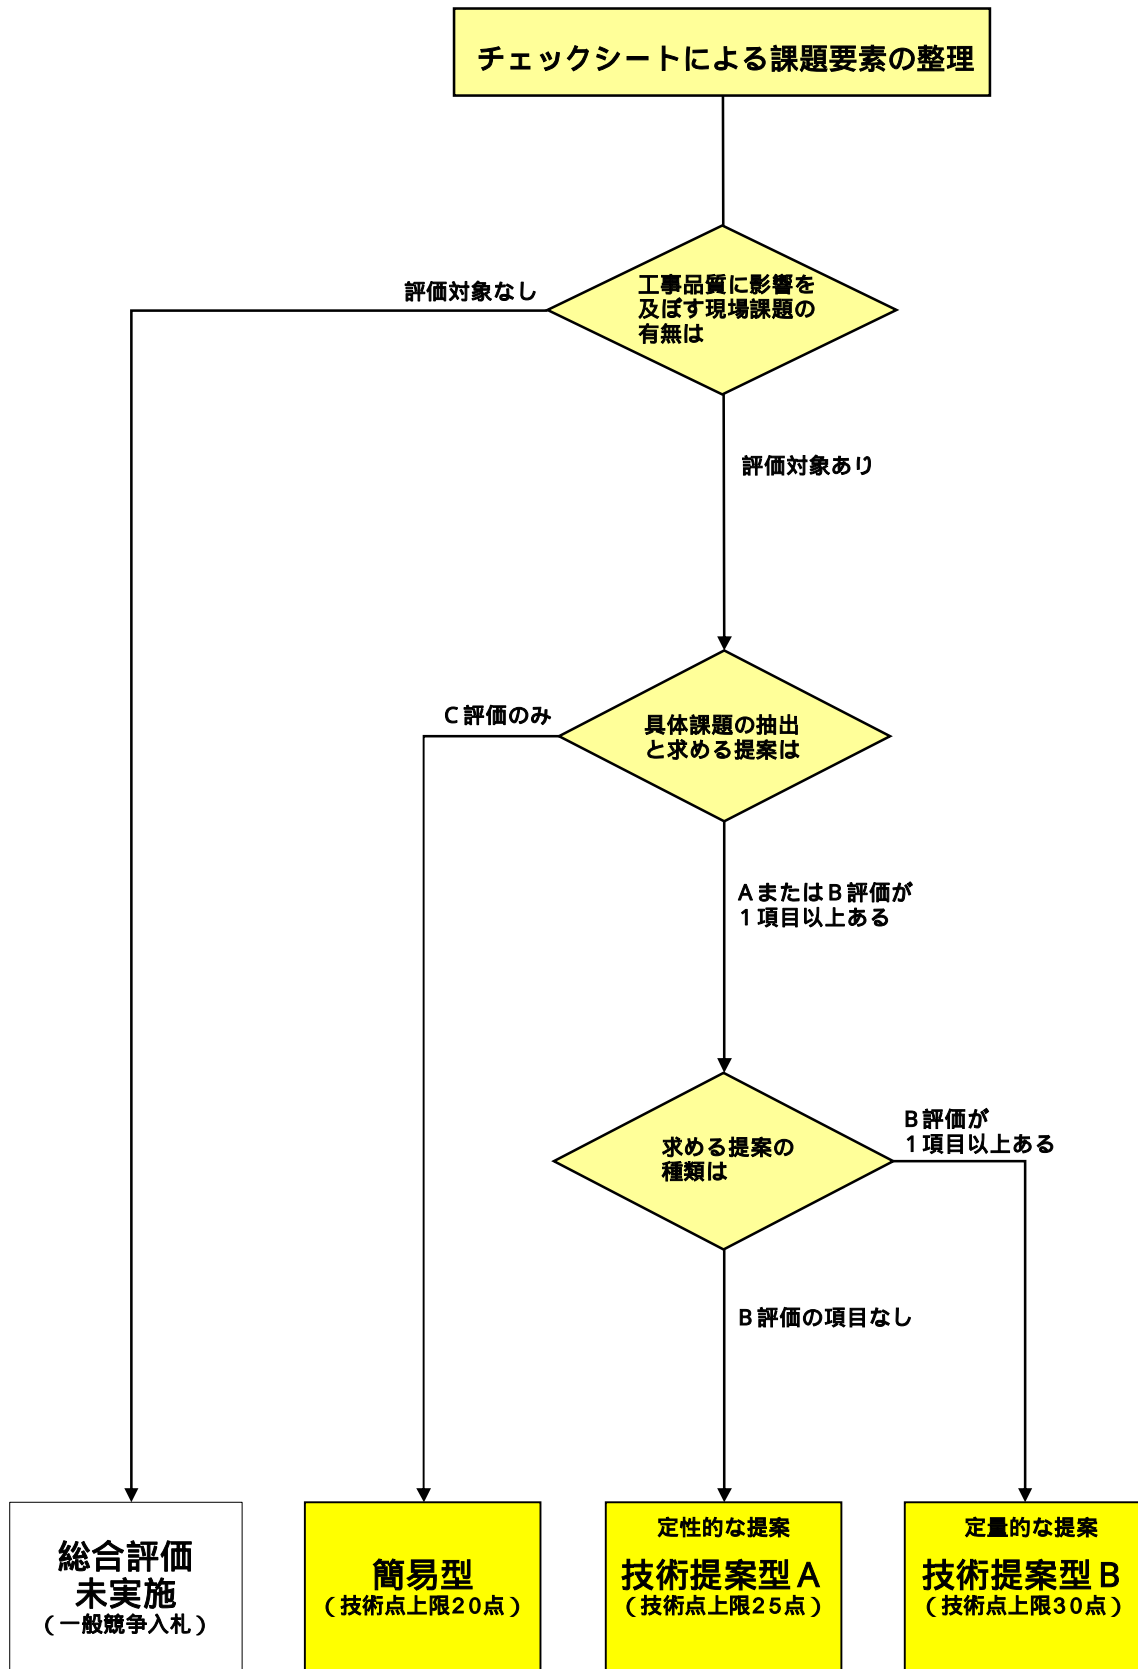 チェックシートによる課題要素の整理
評価対象なし
工事品質に影響を
及ぼす現場課題の
有無は
評価対象あり
C評価のみ
具体課題の抽出
と求める提案は
AまたはB評価が
1項目以上ある
求める提案の
種類は
B評価が
1項目以上ある
B評価の項目なし
総合評価
未実施
(一般競争入札)
簡易型
(技術点上限20点)
定性的な提案
技術提案型A
(技術点上限25点)
定量的な提案
技術提案型B
(技術点上限30点)